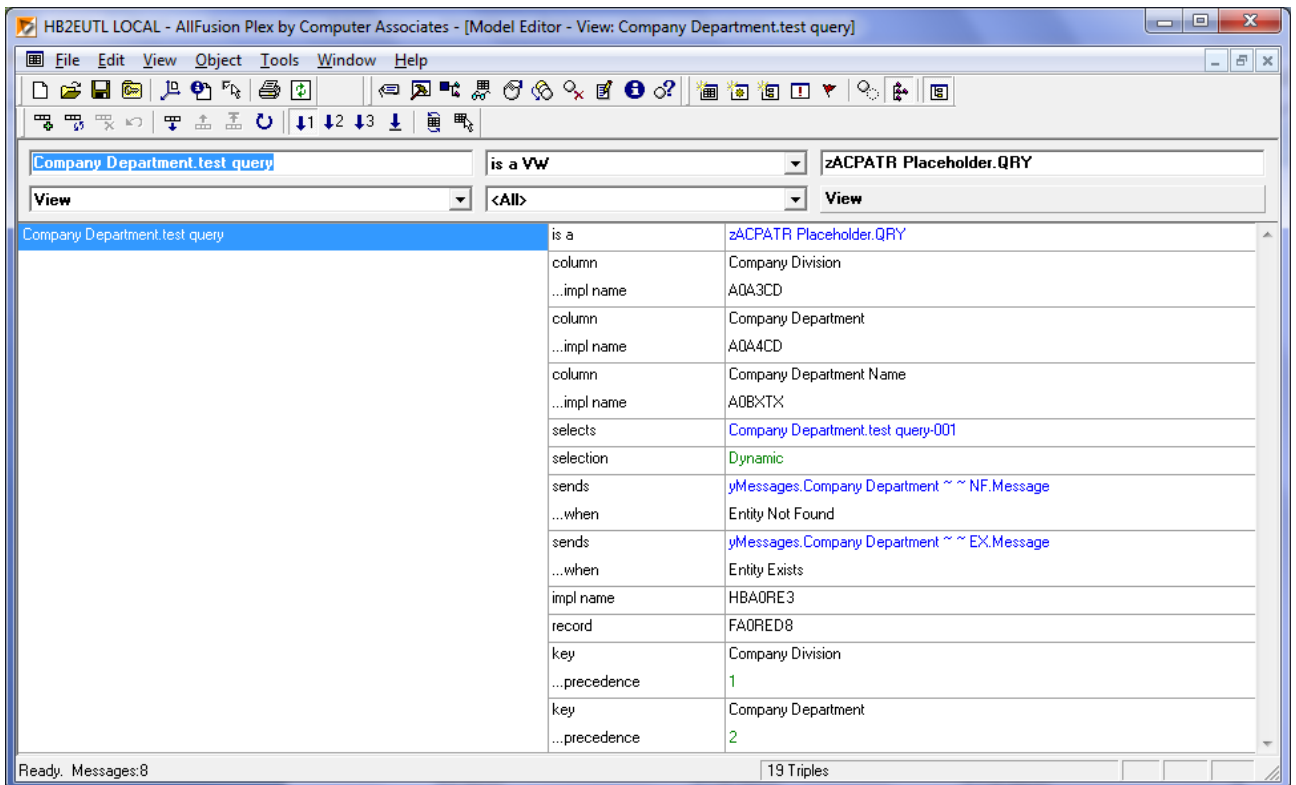 HB2EUTL LOCAL - AllFusion Plex by Computer Associates - [Model Editor - View: Company Department.test query]
File Edit View Object Tools Window Help
1 2 3
Company Department.test query is a VW zACPATR Placeholder.QRY
View <All> View
Company Department.test query is a zACPATR Placeholder.QRY
column Company Division
...impl name A0A3CD
column Company Department
...impl name A0A4CD
column Company Department Name
...impl name A0BXTX
selects Company Department.test query-001
selection Dynamic
sends yMessages.Company Department ~ ~ NF.Message
...when Entity Not Found
sends yMessages.Company Department ~ ~ EX.Message
...when Entity Exists
impl name HBA0RE3
record FA0RED8
key Company Division
...precedence 1
key Company Department
...precedence 2
Ready. Messages:8 19 Triples